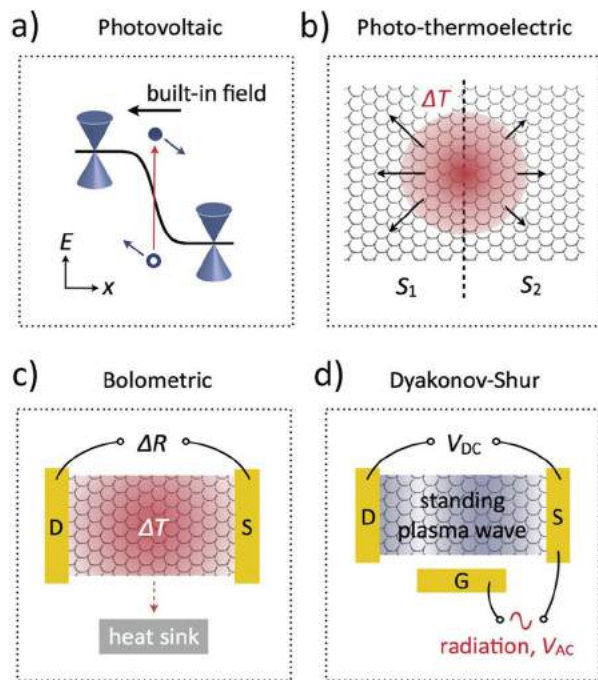 a) Photovoltaic
built-in field
E
x
b) Photo-thermoelectric
ΔT
S1 S2
c) Bolometric
ΔR
D ΔT S
heat sink
d) Dyakonov-Shur
VDC
D standing S
plasma wave
G
radiation, VAC